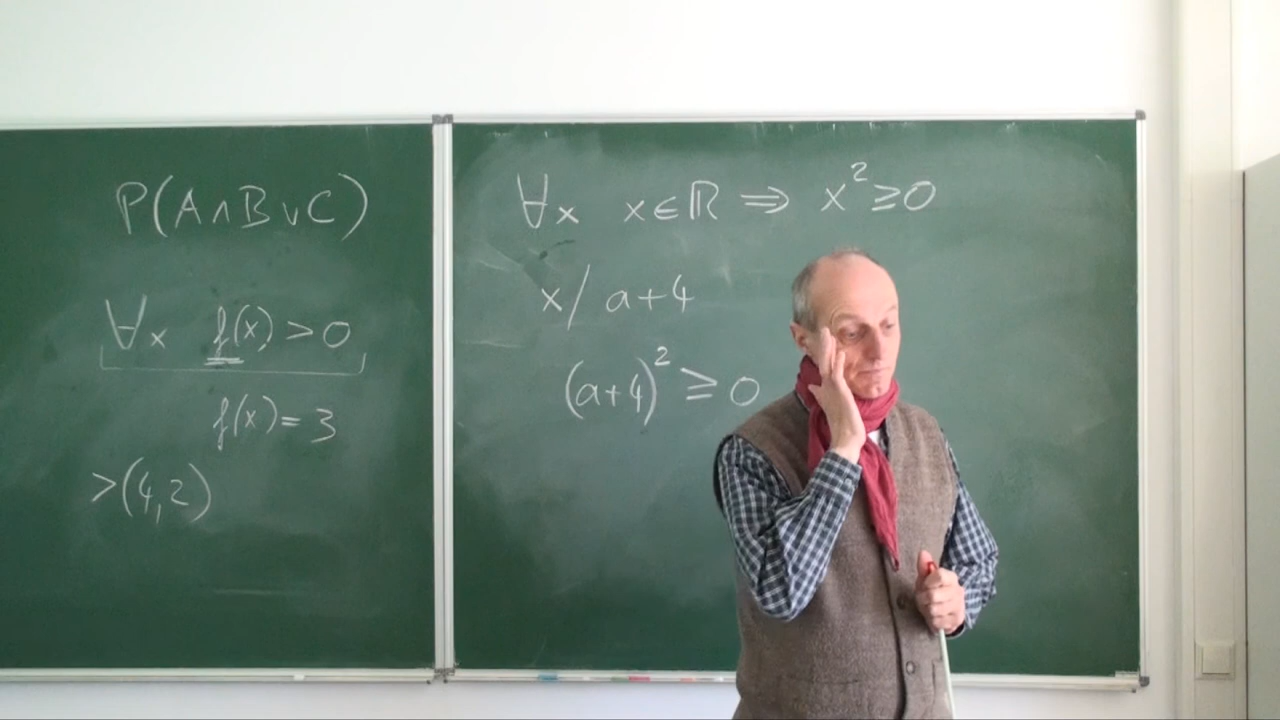 P(A∧B∨C)
∀x f(x) > 0
f(x) = 3
>(4,2)
∀x x∈ℝ ⇒ x² ≥ 0
x/ a+4
(a+4)² ≥ 0